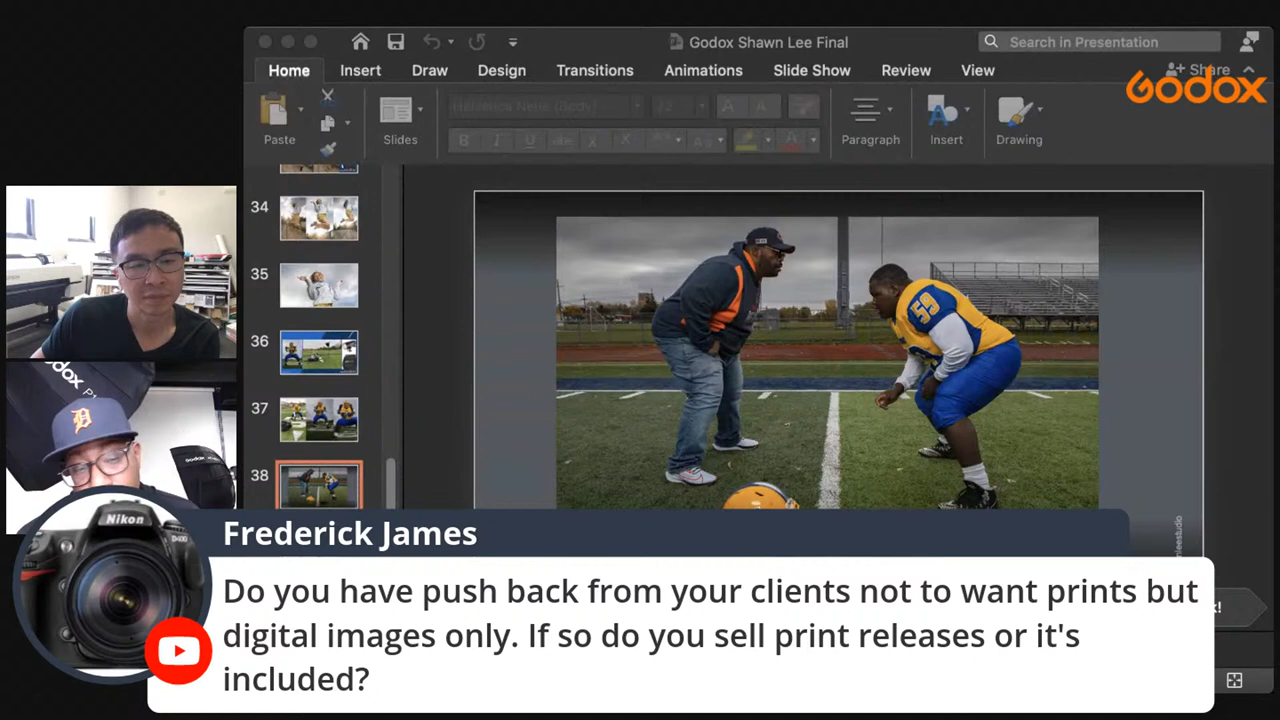 Godox Shawn Lee Final
Search in Presentation
Home Insert Draw Design Transitions Animations Slide Show Review View
Share
Godox
Paste
Slides
Paragraph
Insert
Drawing
34
35
36
37
38
59
Nikon
Frederick James
Do you have push back from your clients not to want prints but
digital images only. If so do you sell print releases or it's
included?